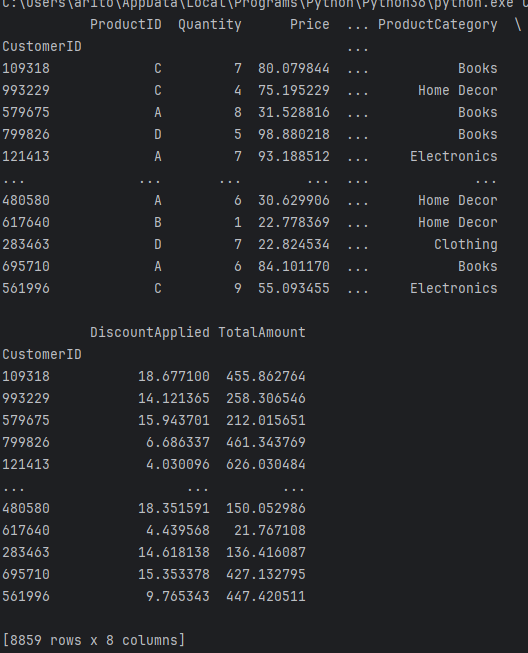 C:\Users\arito\AppData\Local\Programs\Python\Python36\python.exe
ProductID Quantity Price ... ProductCategory \
CustomerID ...
109318 C 7 80.079844 ... Books
993229 C 4 75.195229 ... Home Decor
579675 A 8 31.528816 ... Books
799826 D 5 98.880218 ... Books
121413 A 7 93.188512 ... Electronics
... ... ... ... ... ...
480580 A 6 30.629906 ... Home Decor
617640 B 1 22.778369 ... Home Decor
283463 D 7 22.824534 ... Clothing
695710 A 6 84.101170 ... Books
561996 C 9 55.093455 ... Electronics
DiscountApplied TotalAmount
CustomerID
109318 18.677100 455.862764
993229 14.121365 258.306546
579675 15.943701 212.015651
799826 6.686337 461.343769
121413 4.030096 626.030484
... ... ...
480580 18.351591 150.052986
617640 4.439568 21.767108
283463 14.618138 136.416087
695710 15.353378 427.132795
561996 9.765343 447.420511
[8859 rows x 8 columns]